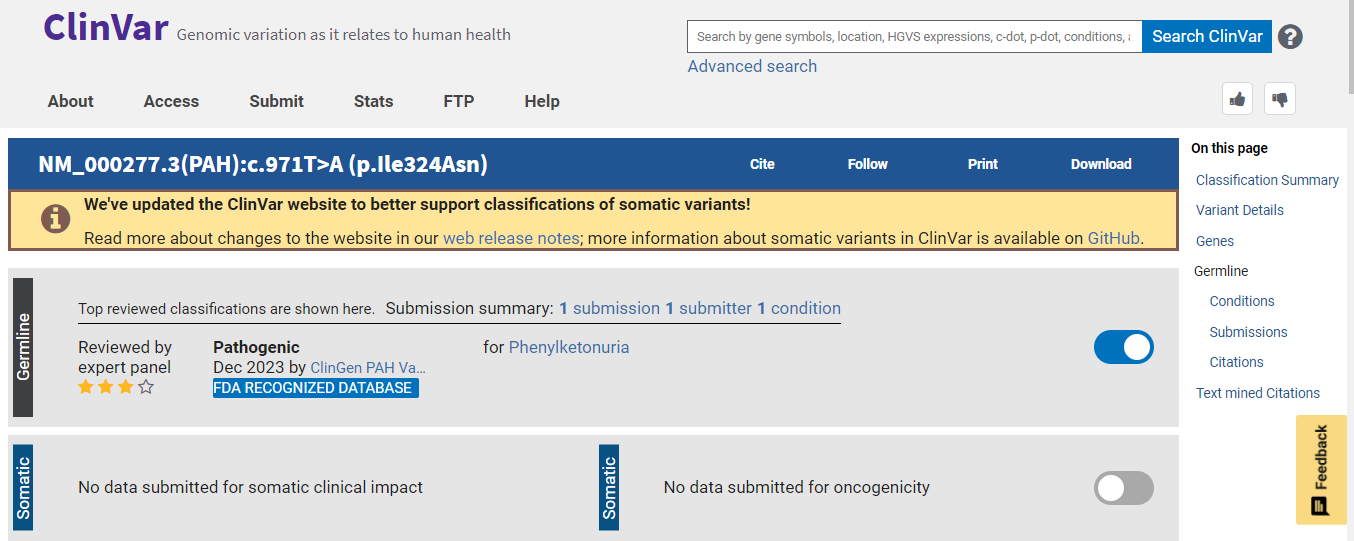 ClinVar Genomic variation as it relates to human health
Search by gene symbols, location, HGVS expressions, c-dot, p-dot, conditions,
Search ClinVar
?
Advanced search
About Access Submit Stats FTP Help
NM_000277.3(PAH):c.971T>A (p.Ile324Asn)
Cite Follow Print Download
We've updated the ClinVar website to better support classifications of somatic variants!
Read more about changes to the website in our web release notes; more information about somatic variants in ClinVar is available on GitHub.
Germline
Top reviewed classifications are shown here. Submission summary: 1 submission 1 submitter 1 condition
Reviewed by
expert panel
Pathogenic
Dec 2023 by ClinGen PAH Va...
FDA RECOGNIZED DATABASE
for Phenylketonuria
Somatic
No data submitted for somatic clinical impact
Somatic
No data submitted for oncogenicity
On this page
Classification Summary
Variant Details
Genes
Germline
Conditions
Submissions
Citations
Text mined Citations
Feedback